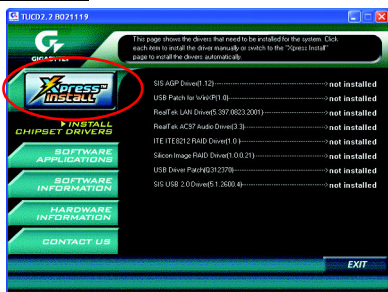 TUCD2.2 B021119
GIGABYTE
This page shows the drivers that need to be installed for the system. Click
each item to install the driver manually or switch to the "Xpress Install"
page to install the drivers automatically.
Xpress™
Install
INSTALL
CHIPSET DRIVERS
SOFTWARE
APPLICATIONS
SOFTWARE
INFORMATION
HARDWARE
INFORMATION
CONTACT US
SIS AGP Driver(1.12)--->not installed
USB Patch for WinXP(1.0)--->not installed
RealTek LAN Driver(5.397.0823.2001)--->not installed
RealTek AC97 Audio Driver(3.3)--->not installed
ITE ITE8212 RAID Driver(1.0 )--->not installed
Silicon Image RAID Driver(1.0.0.21)--->not installed
USB Driver Patch(Q312370)--->not installed
SIS USB 2.0 Driver(5.1.2600.4)--->not installed
EXIT